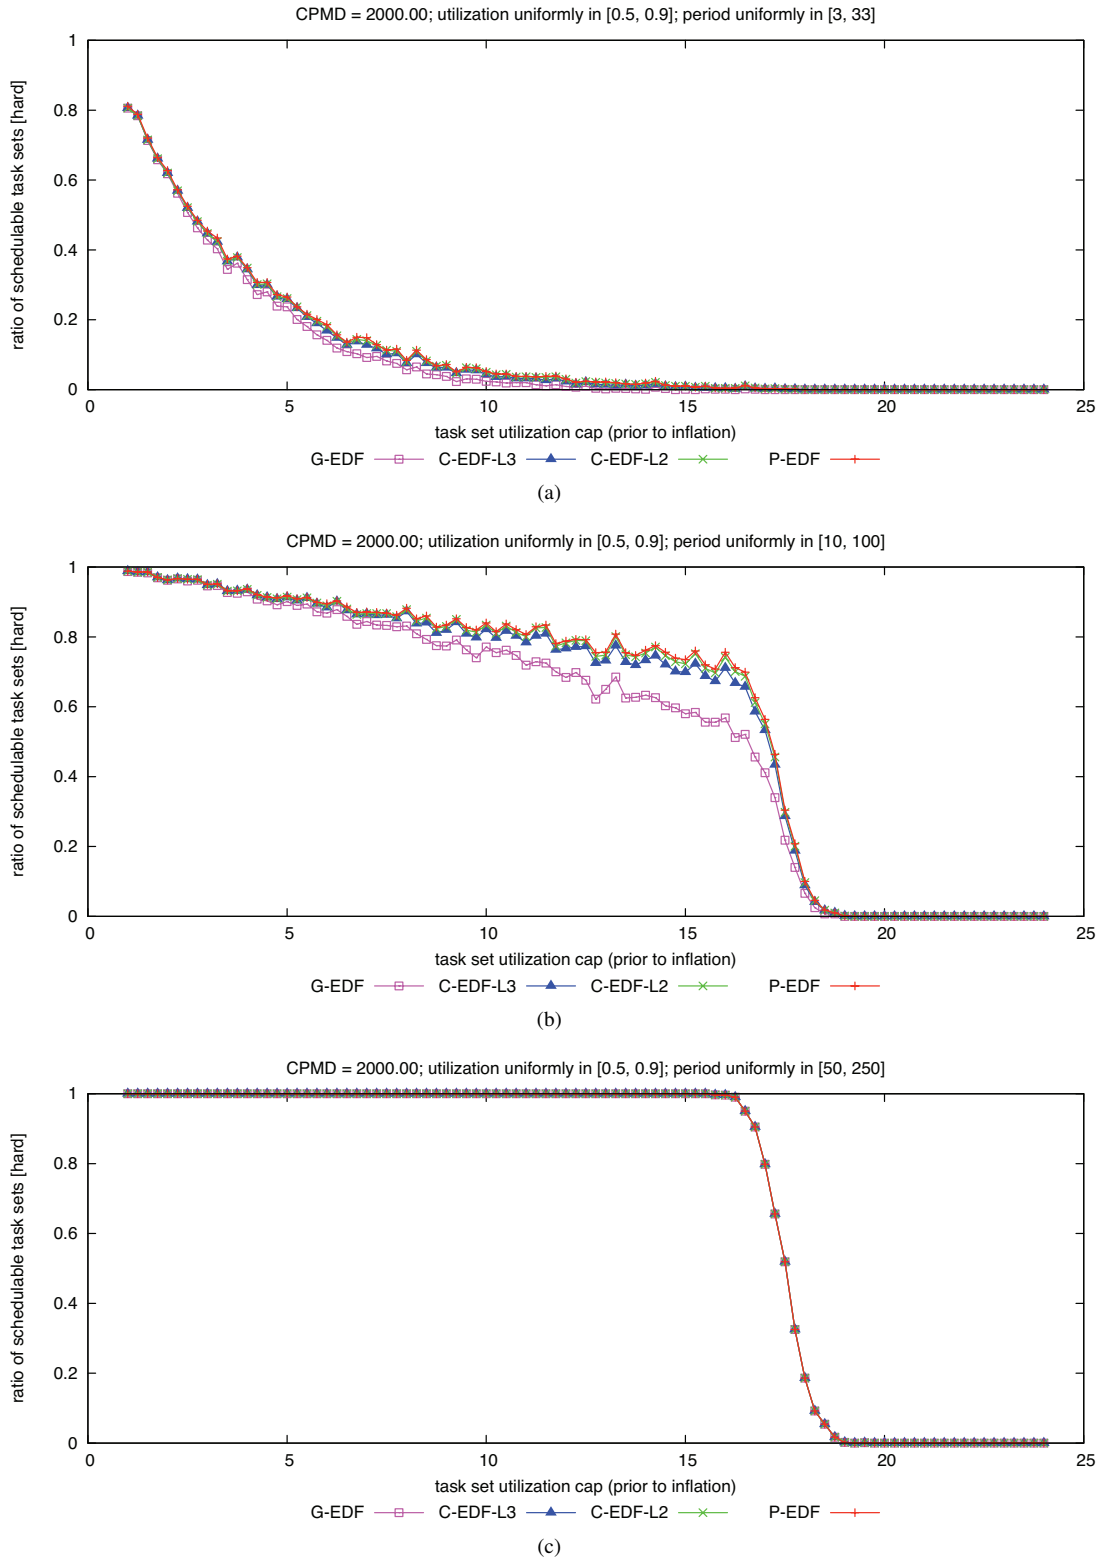 CPMD = 2000.00; utilization uniformly in [0.5, 0.9]; period uniformly in [3, 33]
1
0.8
0.6
0.4
0.2
0
ratio of schedulable task sets [hard]
0 5 10 15 20 25
task set utilization cap (prior to inflation)
G-EDF C-EDF-L3 C-EDF-L2 P-EDF
(a)
CPMD = 2000.00; utilization uniformly in [0.5, 0.9]; period uniformly in [10, 100]
1
0.8
0.6
0.4
0.2
0
ratio of schedulable task sets [hard]
0 5 10 15 20 25
task set utilization cap (prior to inflation)
G-EDF C-EDF-L3 C-EDF-L2 P-EDF
(b)
CPMD = 2000.00; utilization uniformly in [0.5, 0.9]; period uniformly in [50, 250]
1
0.8
0.6
0.4
0.2
0
ratio of schedulable task sets [hard]
0 5 10 15 20 25
task set utilization cap (prior to inflation)
G-EDF C-EDF-L3 C-EDF-L2 P-EDF
(c)